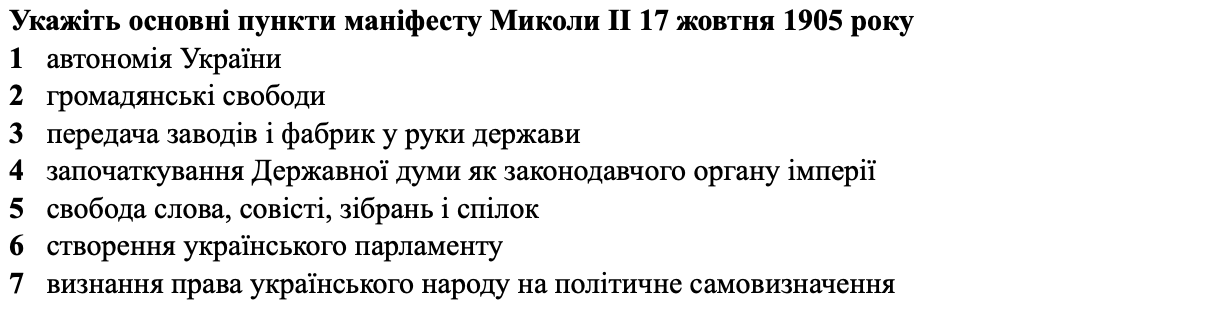 Укажіть основні пункти маніфесту Миколи ІІ 17 жовтня 1905 року
1 автономія України
2 громадянські свободи
3 передача заводів і фабрик у руки держави
4 започаткування Державної думи як законодавчого органу імперії
5 свобода слова, совісті, зібрань і спілок
6 створення українського парламенту
7 визнання права українського народу на політичне самовизначення